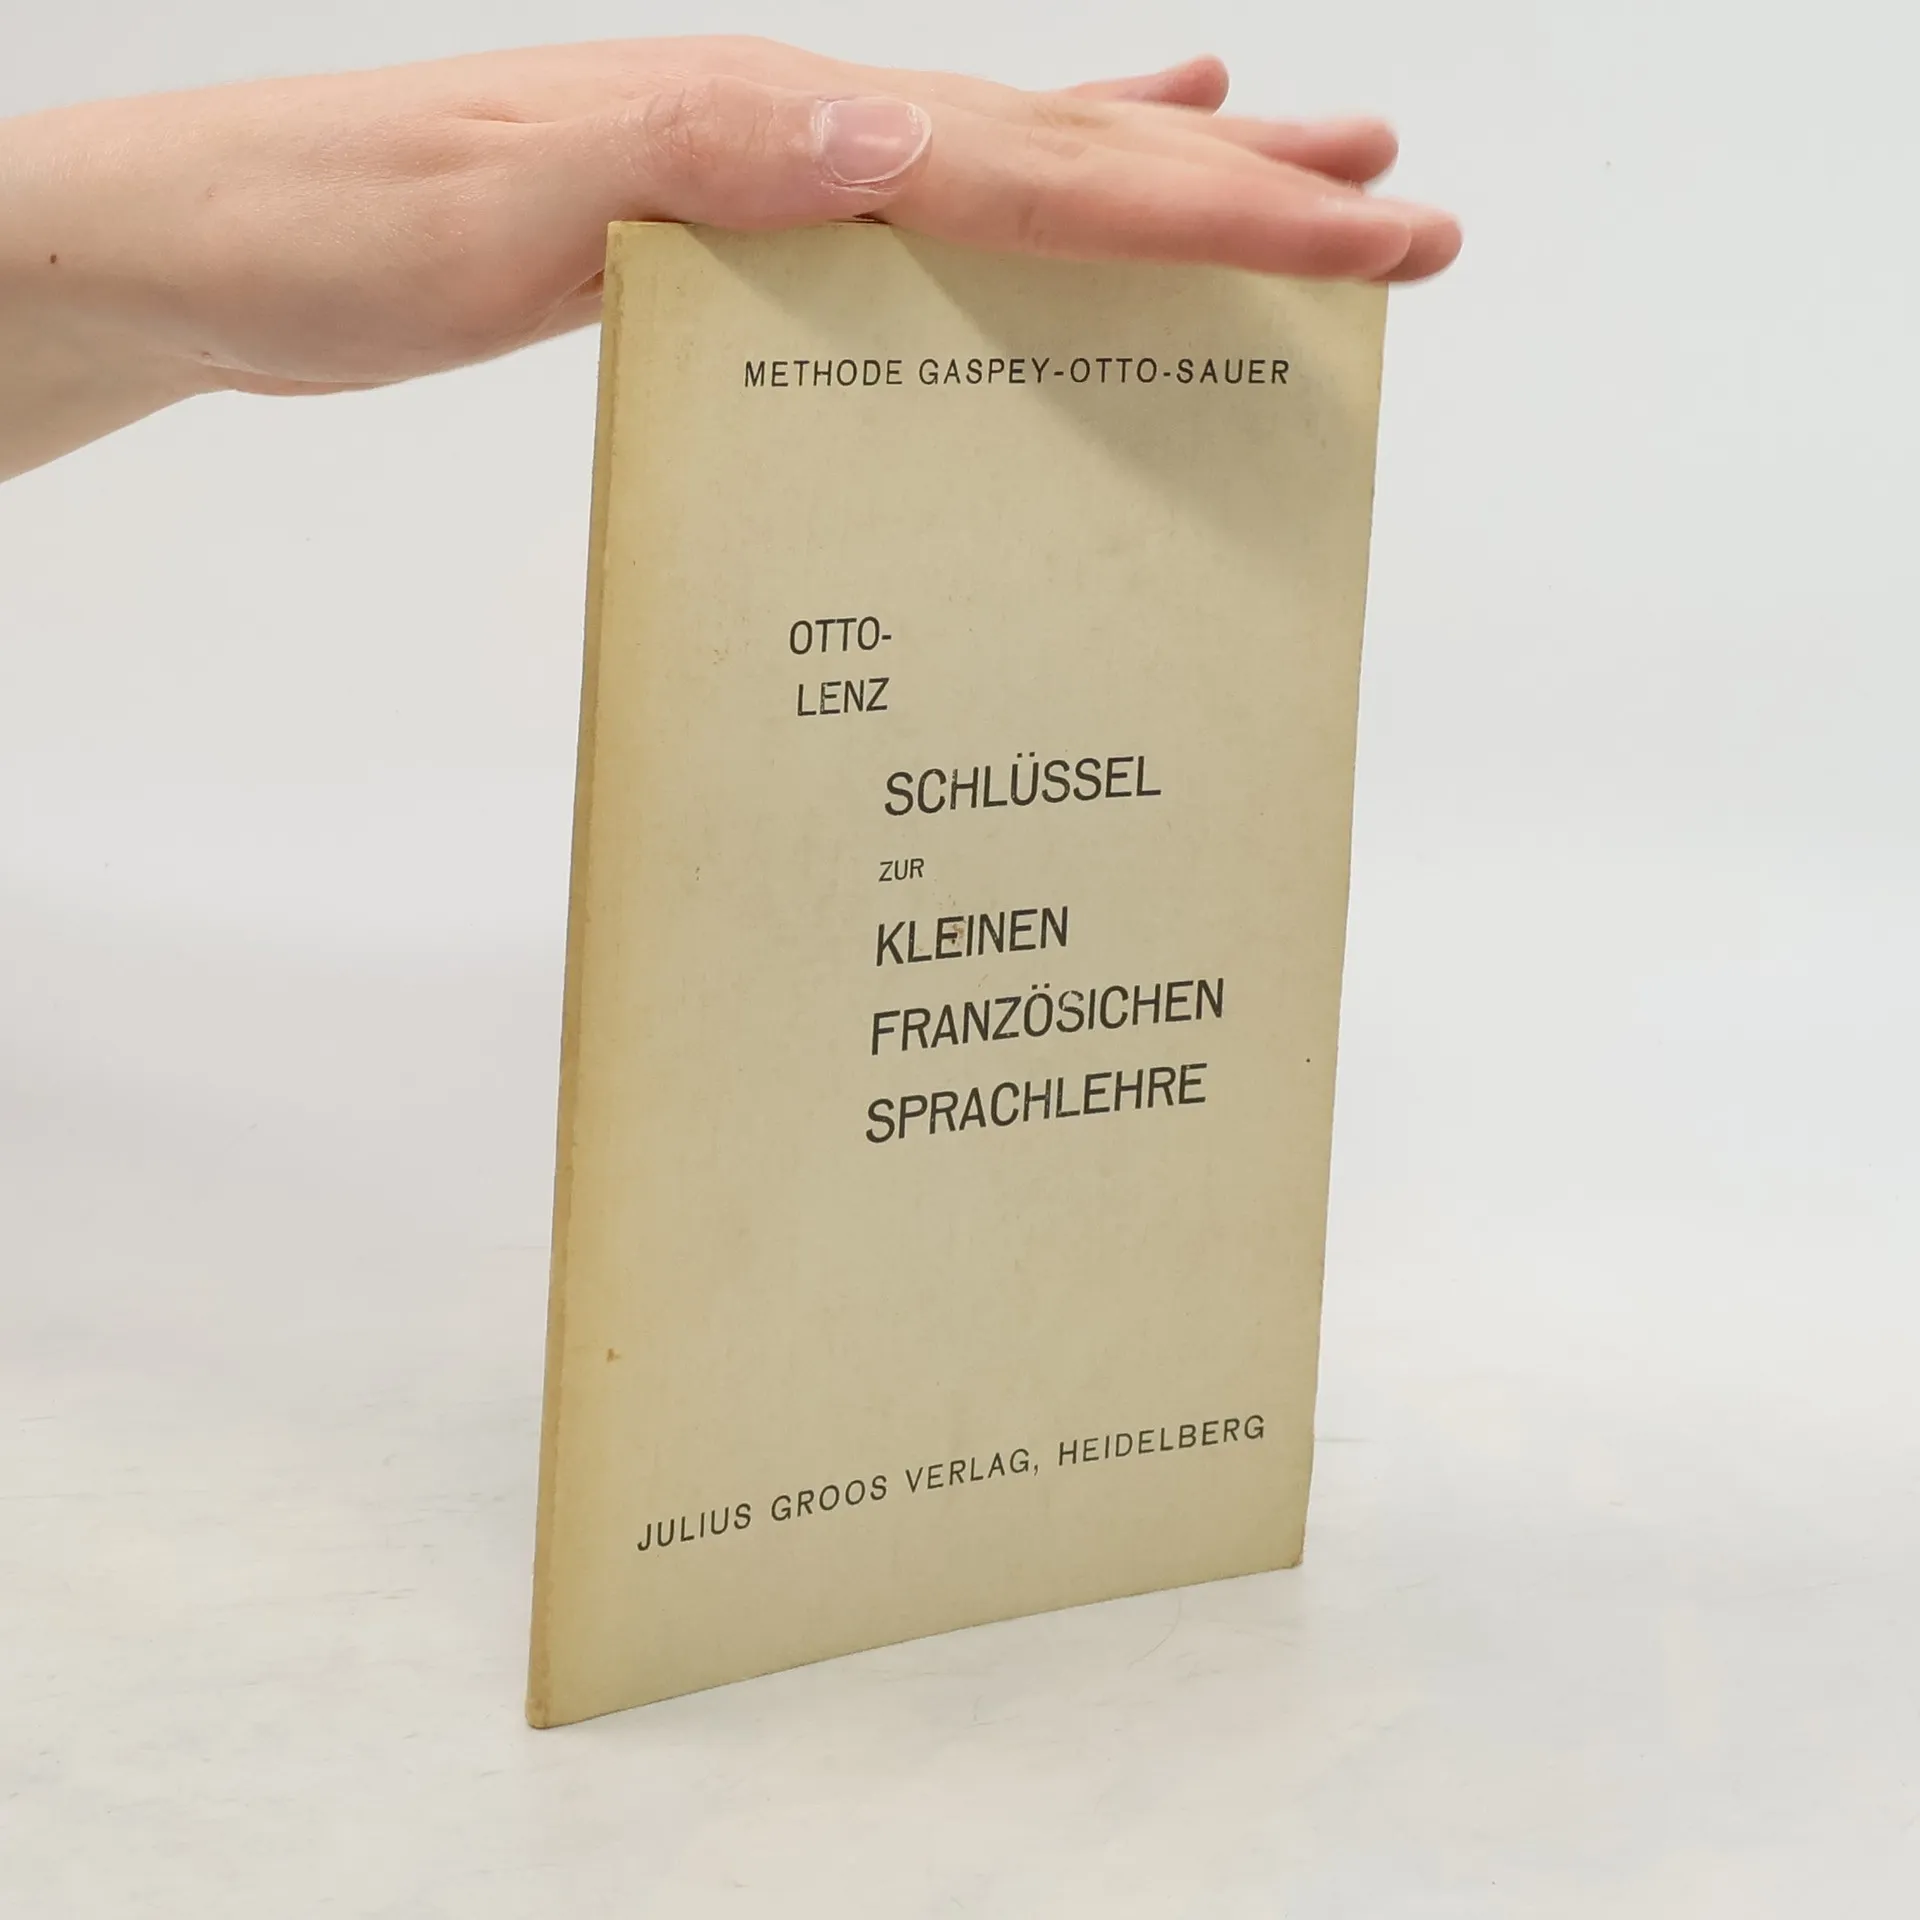 METHODE GASPEY-OTTO-SAUER
OTTO-
LENZ
SCHLÜSSEL
ZUR
KLEINEN
FRANZÖSICHEN
SPRACHLEHRE
JULIUS GROOS VERLAG, HEIDELBERG